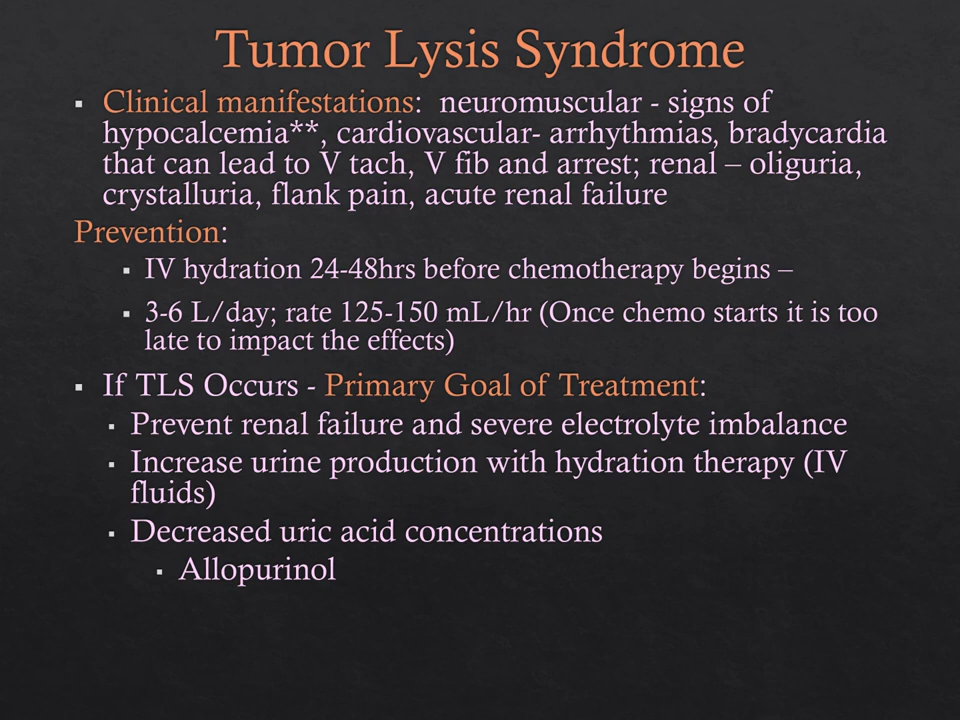 Tumor Lysis Syndrome
▪ Clinical manifestations: neuromuscular - signs of
hypocalcemia**, cardiovascular- arrhythmias, bradycardia
that can lead to V tach, V fib and arrest; renal – oliguria,
crystalluria, flank pain, acute renal failure
Prevention:
▪ IV hydration 24-48hrs before chemotherapy begins –
▪ 3-6 L/day; rate 125-150 mL/hr (Once chemo starts it is too
late to impact the effects)
▪ If TLS Occurs - Primary Goal of Treatment:
▪ Prevent renal failure and severe electrolyte imbalance
▪ Increase urine production with hydration therapy (IV
fluids)
▪ Decreased uric acid concentrations
▪ Allopurinol